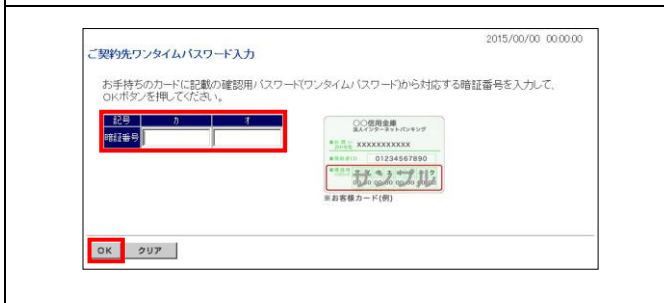 2015/00/00 00:00:00
ご契約先ワンタイムパスワード入力
お手持ちのカードに記載の確認用パスワード(ワンタイムパスワード)から対応する暗証番号を入力して、
OKボタンを押してください。
記号 カ オ
暗証番号
〇〇信用金庫
法人インターネットバンキング
XXXXXXXXXXX
01234567890
サンプル
※お客様カード(例)
OK クリア